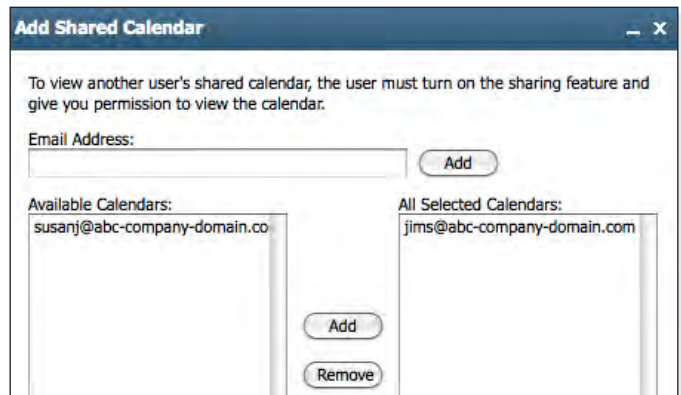 Add Shared Calendar
To view another user's shared calendar, the user must turn on the sharing feature and
give you permission to view the calendar.
Email Address:
Add
Available Calendars:
All Selected Calendars:
susanj@abc-company-domain.co
jims@abc-company-domain.com
Add
Remove